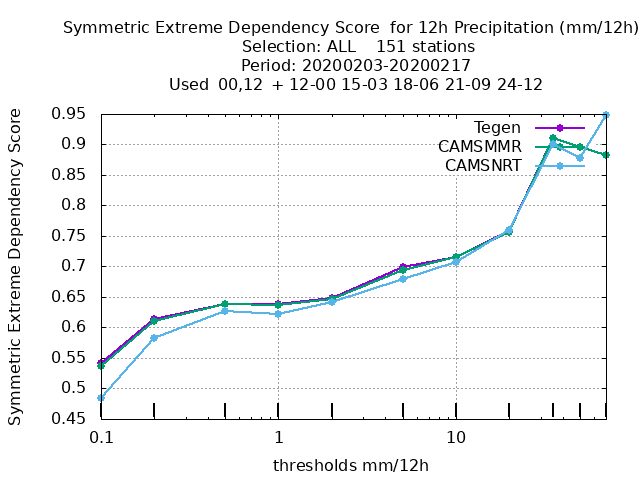 Symmetric Extreme Dependency Score  for 12h Precipitation (mm/12h)
Selection: ALL    151 stations
Period: 20200203-20200217
Used  00,12  + 12-00 15-03 18-06 21-09 24-12
Symmetric Extreme Dependency Score
0.95
0.9
0.85
0.8
0.75
0.7
0.65
0.6
0.55
0.5
0.45
Tegen
CAMSMMR
CAMSNRT
0.1
1
10
thresholds mm/12h